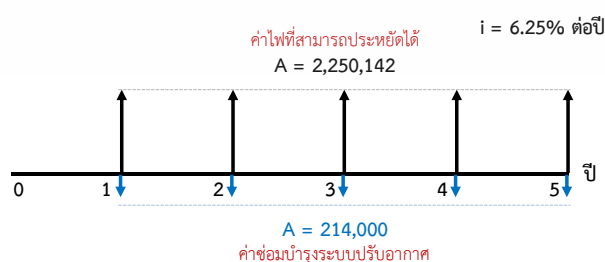 i = 6.25% ต่อปี
ค่าไฟที่สามารถประหยัดได้
A = 2,250,142
0 1 2 3 4 5 ปี
A = 214,000
ค่าซ่อมบำรุงระบบปรับอากาศ